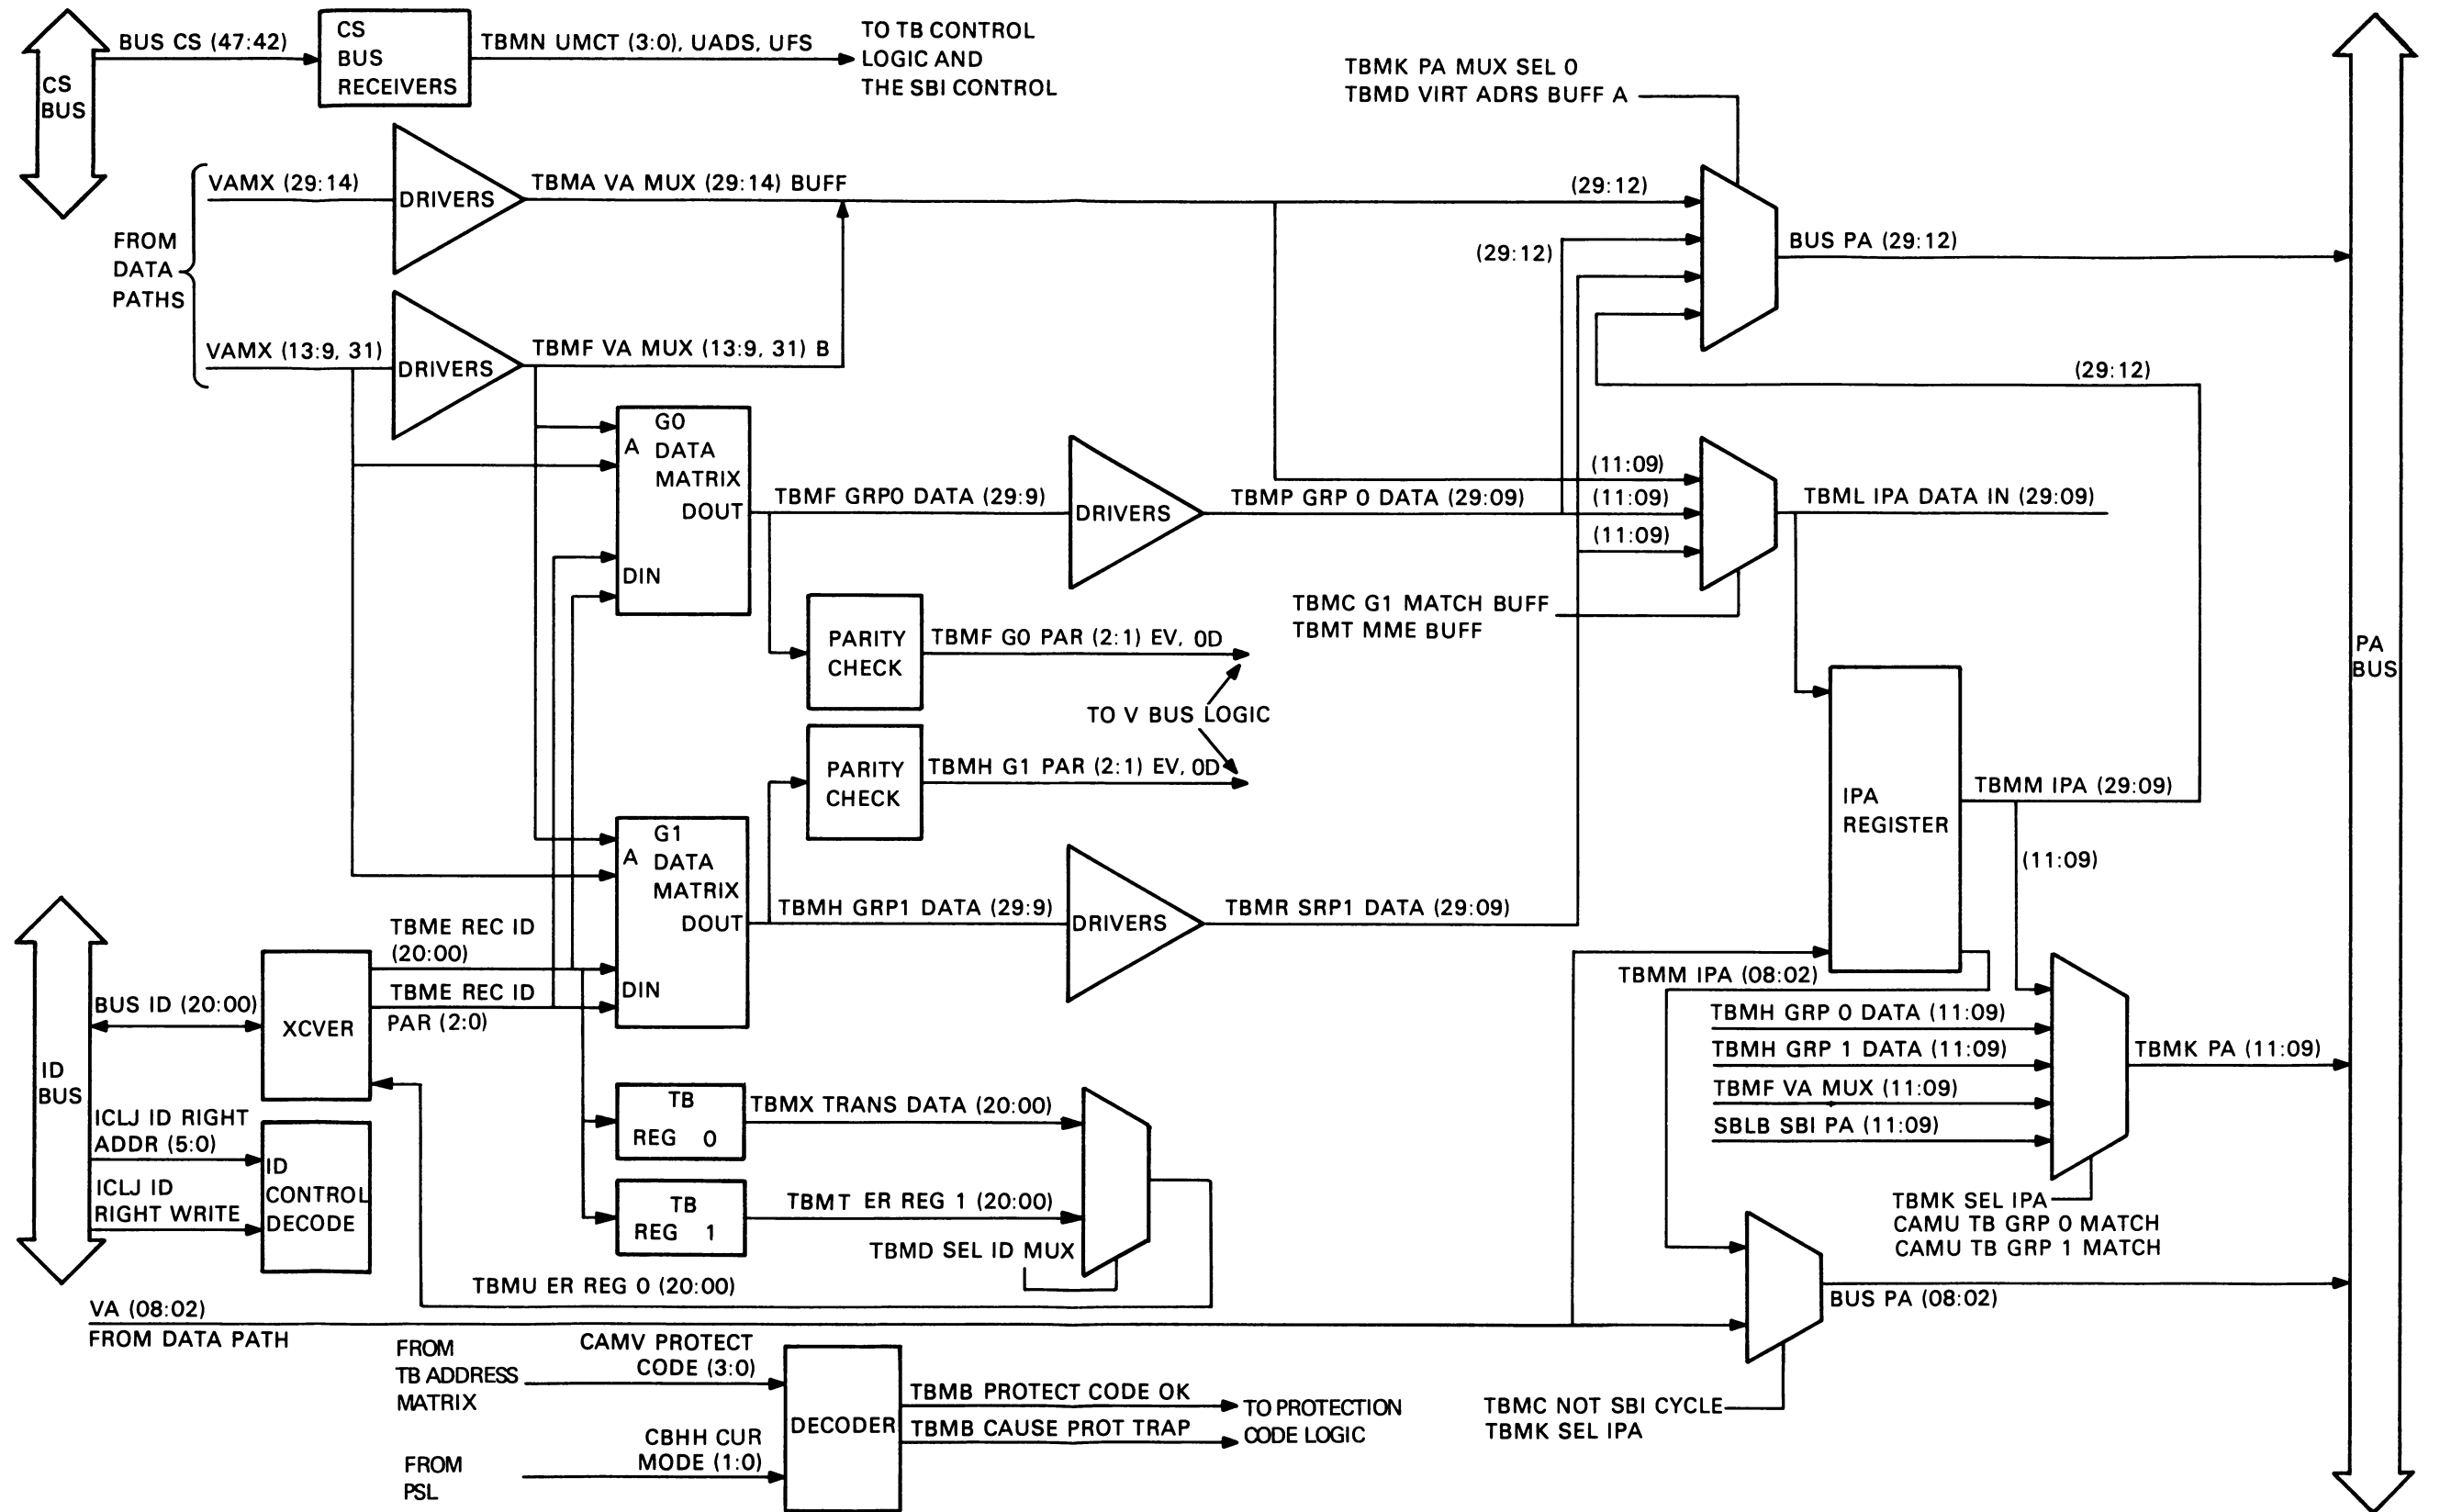 CS
BUS
BUS CS (47:42)
CS
BUS
RECEIVERS
TBMN UMCT (3:0), UADS, UFS
TO TB CONTROL
LOGIC AND
THE SBI CONTROL
TBMK PA MUX SEL 0
TBMD VIRT ADRS BUFF A
FROM
DATA
PATHS
VAMX (29:14)
DRIVERS
TBMA VA MUX (29:14) BUFF
(29:12)
(29:12)
BUS PA (29:12)
VAMX (13:9, 31)
DRIVERS
TBMF VA MUX (13:9, 31) B
(29:12)
G0
A DATA
MATRIX
DOUT
DIN
TBMF GRP0 DATA (29:9)
DRIVERS
TBMP GRP 0 DATA (29:09)
(11:09)
(11:09)
(11:09)
TBML IPA DATA IN (29:09)
TBMC G1 MATCH BUFF
TBMT MME BUFF
PARITY
CHECK
TBMF G0 PAR (2:1) EV, 0D
TO V BUS LOGIC
PARITY
CHECK
TBMH G1 PAR (2:1) EV, 0D
PA
BUS
IPA
REGISTER
TBMM IPA (29:09)
(11:09)
G1
A DATA
MATRIX
DOUT
DIN
TBMH GRP1 DATA (29:9)
DRIVERS
TBMR SRP1 DATA (29:09)
TBME REC ID
(20:00)
TBME REC ID
PAR (2:0)
ID
BUS
BUS ID (20:00)
XCVER
TBMM IPA (08:02)
TBMH GRP 0 DATA (11:09)
TBMH GRP 1 DATA (11:09)
TBMF VA MUX (11:09)
SBLB SBI PA (11:09)
TBMK PA (11:09)
TBMK SEL IPA
CAMU TB GRP 0 MATCH
CAMU TB GRP 1 MATCH
ICLJ ID RIGHT
ADDR (5:0)
ICLJ ID
RIGHT WRITE
ID
CONTROL
DECODE
TB
REG 0
TBMX TRANS DATA (20:00)
TB
REG 1
TBMT ER REG 1 (20:00)
TBMD SEL ID MUX
TBMU ER REG 0 (20:00)
VA (08:02)
FROM DATA PATH
BUS PA (08:02)
TBMC NOT SBI CYCLE
TBMK SEL IPA
FROM
TB ADDRESS
MATRIX
CAMV PROTECT
CODE (3:0)
FROM
PSL
CBHH CUR
MODE (1:0)
DECODER
TBMB PROTECT CODE OK
TBMB CAUSE PROT TRAP
TO PROTECTION
CODE LOGIC